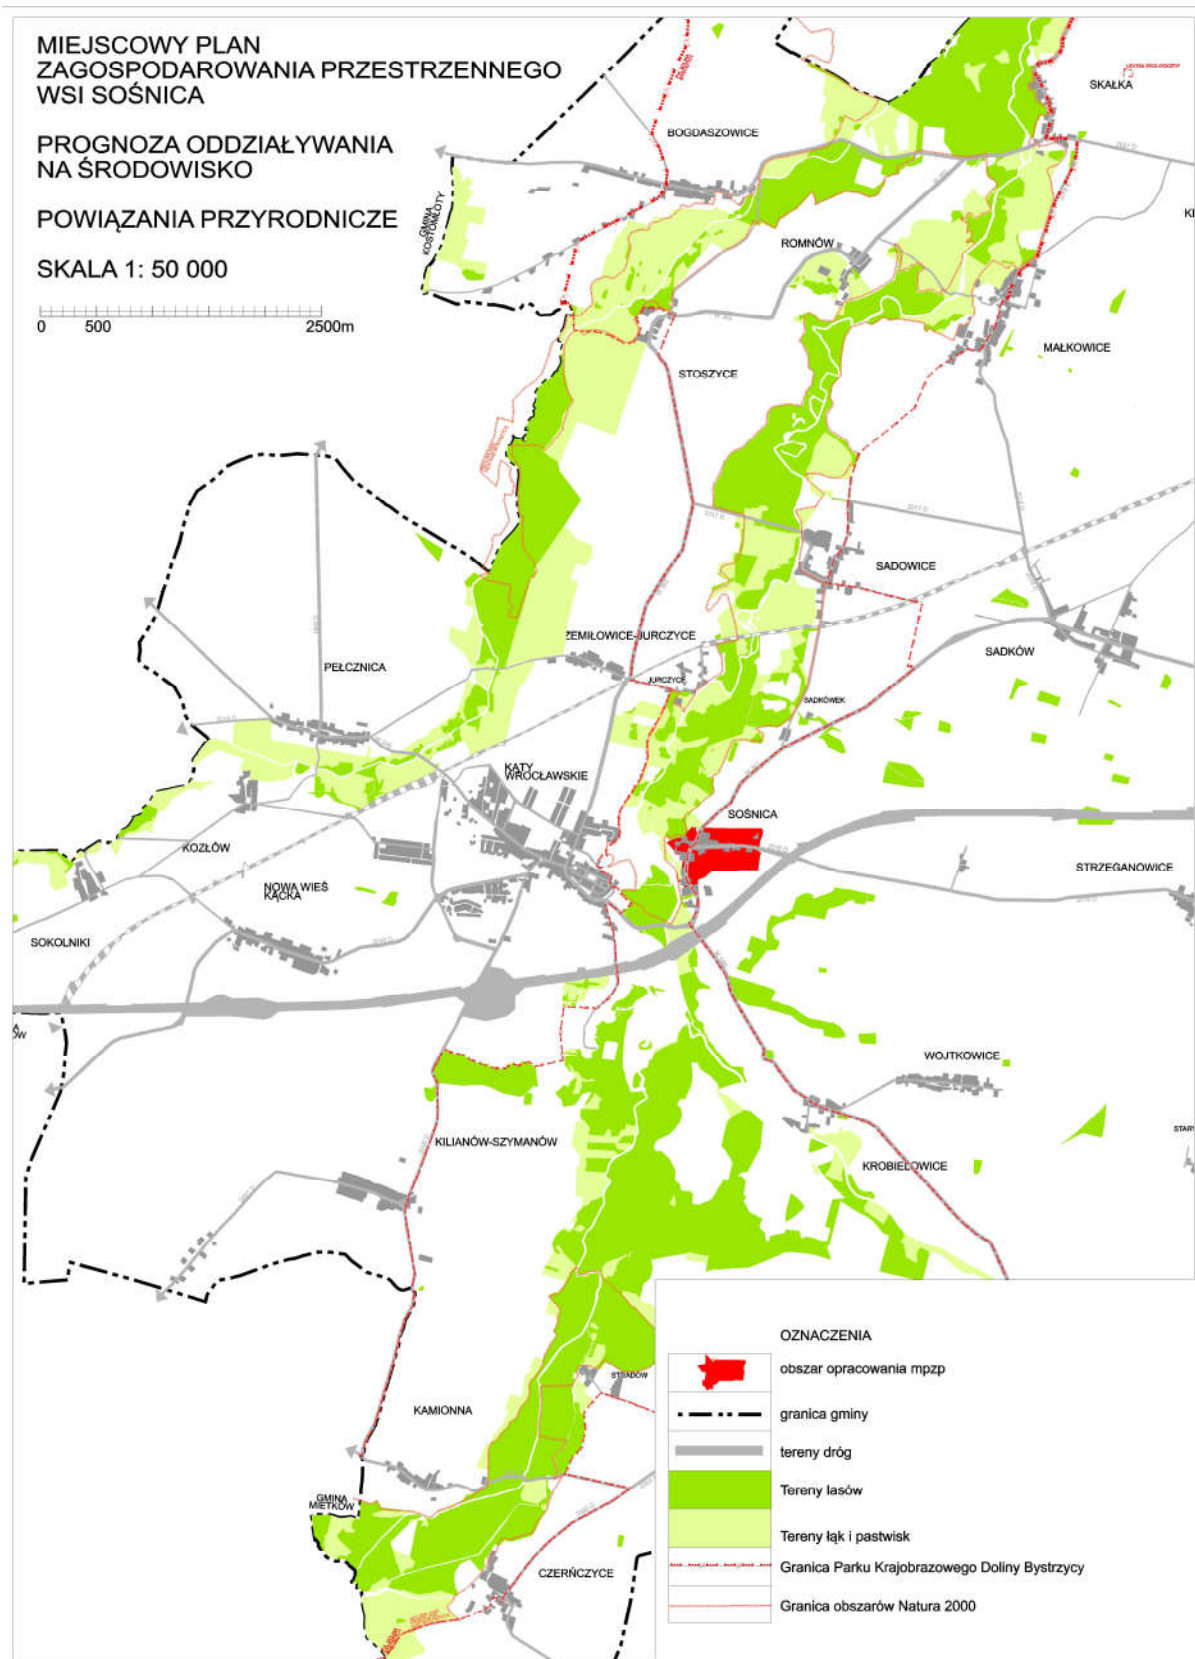 MIEJSCOWY PLAN
ZAGOSPODAROWANIA PRZESTRZENNEGO
WSI SOŚNICA
PROGNOZA ODDZIAŁYWANIA
NA ŚRODOWISKO
POWIĄZANIA PRZYRODNICZE
SKALA 1: 50 000
0 500 2500m
SKAŁKA
BOGDASZOWICE
GMINA
KOSTOMŁOTY
KI
ROMNÓW
MAŁKOWICE
STOSZYCE
SADOWICE
ZEMIŁOWICE-JURCZYCE
SADKÓW
PEŁCZNICA
JURCZYCE
SADKÓWEK
KĄTY
WROCŁAWSKIE
SOŚNICA
KOZŁÓW
STRZEGANOWICE
NOWA WIEŚ
KĄCKA
SOKOLNIKI
WOJTKOWICE
STAR
KILIANÓW-SZYMANÓW
KROBIELOWICE
KAMIONNA
GMINA
MIETKÓW
CZERŃCZYCE
OZNACZENIA
obszar opracowania mpzp
granica gminy
tereny dróg
Tereny lasów
Tereny łąk i pastwisk
Granica Parku Krajobrazowego Doliny Bystrzycy
Granica obszarów Natura 2000